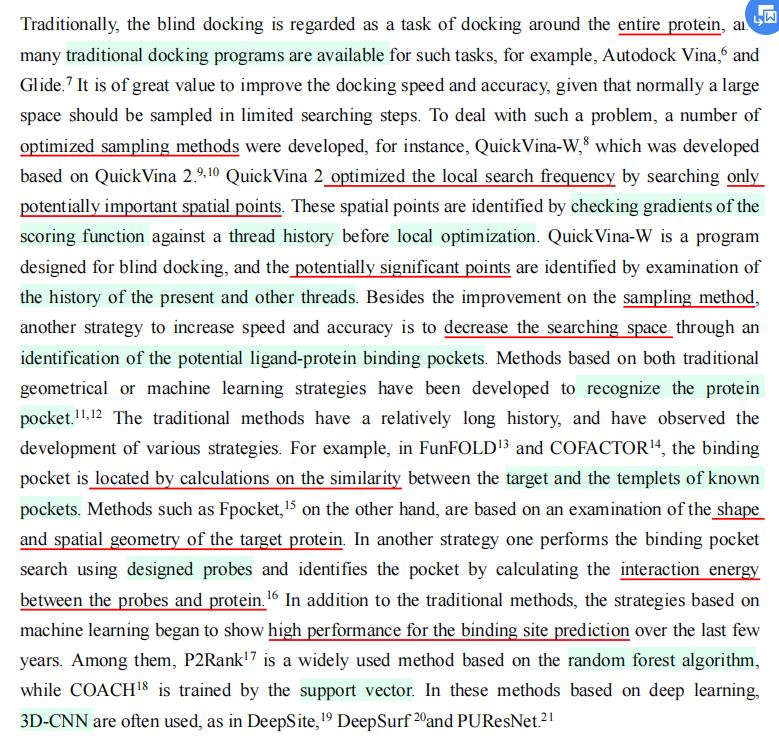 Traditionally, the blind docking is regarded as a task of docking around the entire protein,
many traditional docking programs are available for such tasks, for example, Autodock Vina,⁶ and
Glide.⁷ It is of great value to improve the docking speed and accuracy, given that normally a large
space should be sampled in limited searching steps. To deal with such a problem, a number of
optimized sampling methods were developed, for instance, QuickVina-W,⁸ which was developed
based on QuickVina 2.⁹,¹⁰ QuickVina 2 optimized the local search frequency by searching only
potentially important spatial points. These spatial points are identified by checking gradients of the
scoring function against a thread history before local optimization. QuickVina-W is a program
designed for blind docking, and the potentially significant points are identified by examination of
the history of the present and other threads. Besides the improvement on the sampling method,
another strategy to increase speed and accuracy is to decrease the searching space through an
identification of the potential ligand-protein binding pockets. Methods based on both traditional
geometrical or machine learning strategies have been developed to recognize the protein
pocket.¹¹,¹² The traditional methods have a relatively long history, and have observed the
development of various strategies. For example, in FunFOLD¹³ and COFACTOR¹⁴, the binding
pocket is located by calculations on the similarity between the target and the templets of known
pockets. Methods such as Fpocket,¹⁵ on the other hand, are based on an examination of the shape
and spatial geometry of the target protein. In another strategy one performs the binding pocket
search using designed probes and identifies the pocket by calculating the interaction energy
between the probes and protein.¹⁶ In addition to the traditional methods, the strategies based on
machine learning began to show high performance for the binding site prediction over the last few
years. Among them, P2Rank¹⁷ is a widely used method based on the random forest algorithm,
while COACH¹⁸ is trained by the support vector. In these methods based on deep learning,
3D-CNN are often used, as in DeepSite,¹⁹ DeepSurf ²⁰and PUResNet.²¹